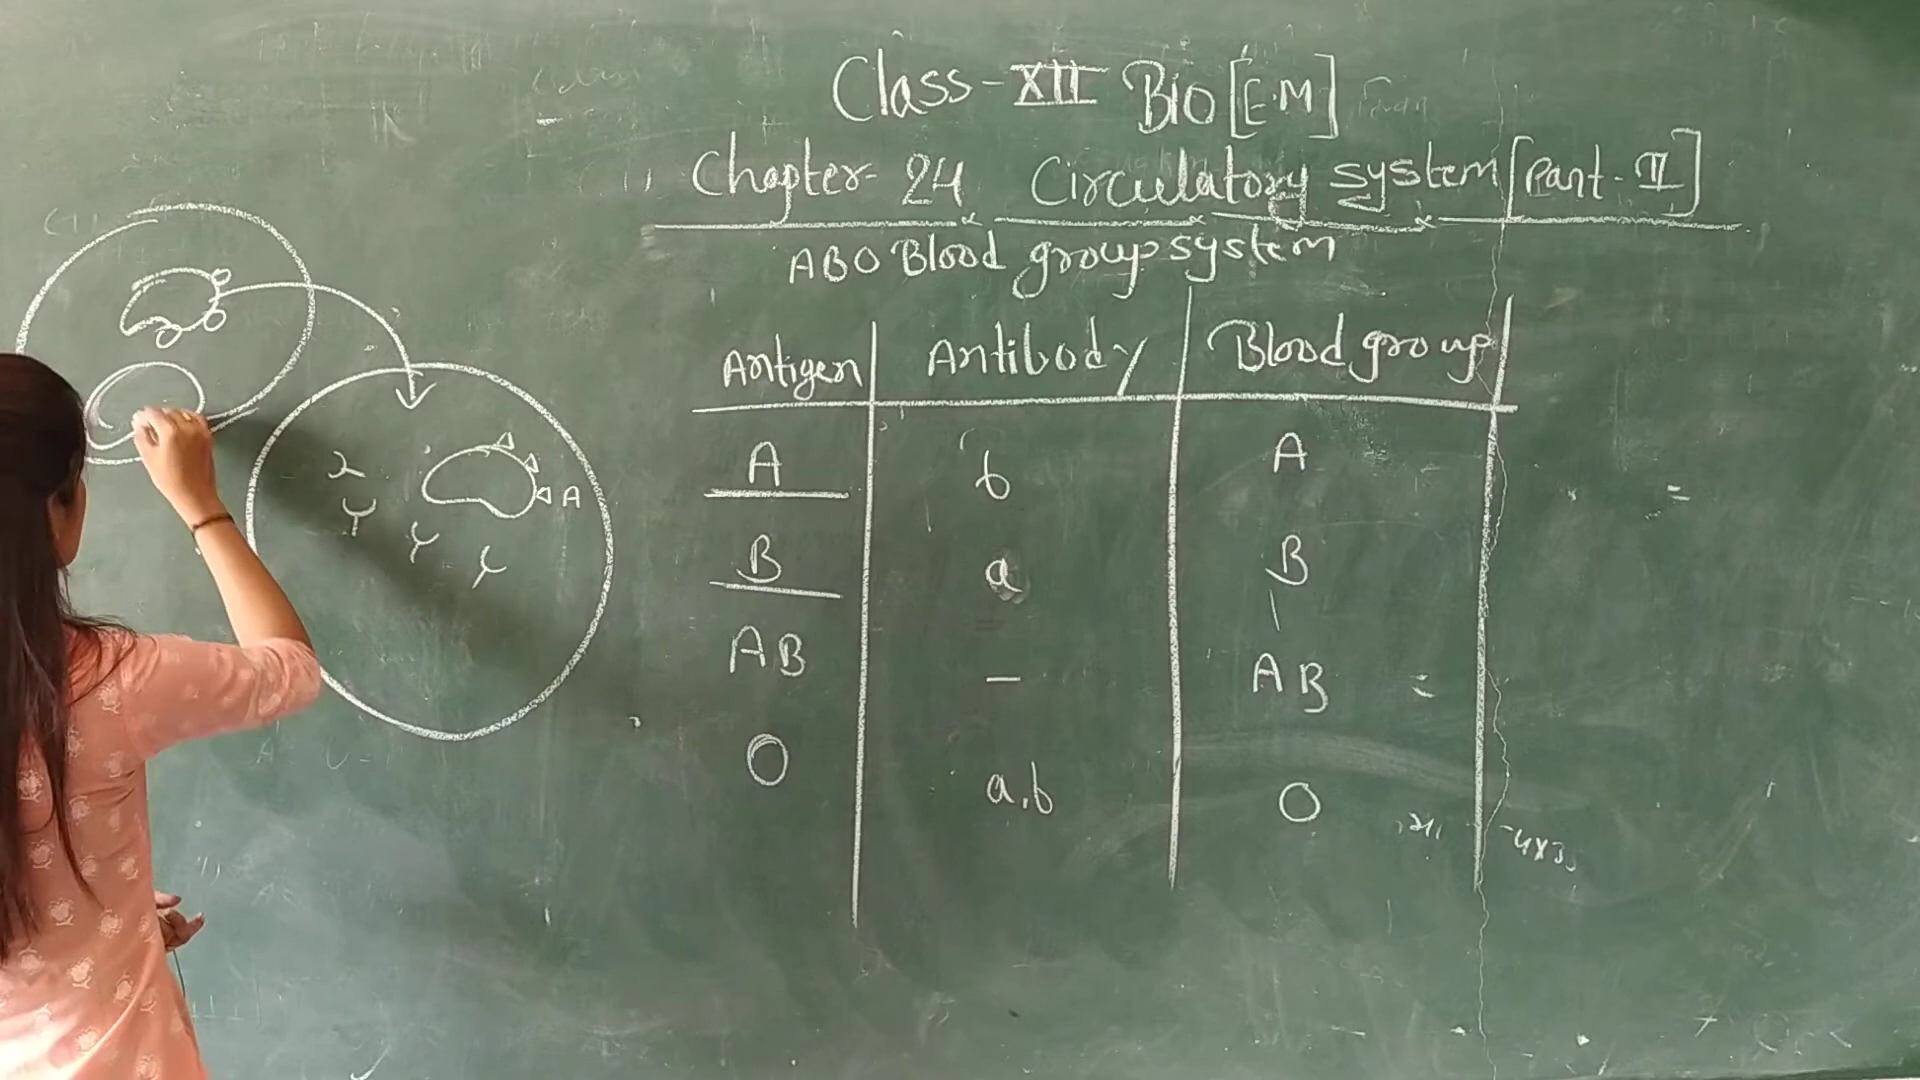 Class-XII Bio [E.M]
Chapter-24 Circulatory system [Part-II]
ABO Blood group system
Antigen Antibody Blood group
A b A
B a B
AB - AB
O a,b O
A